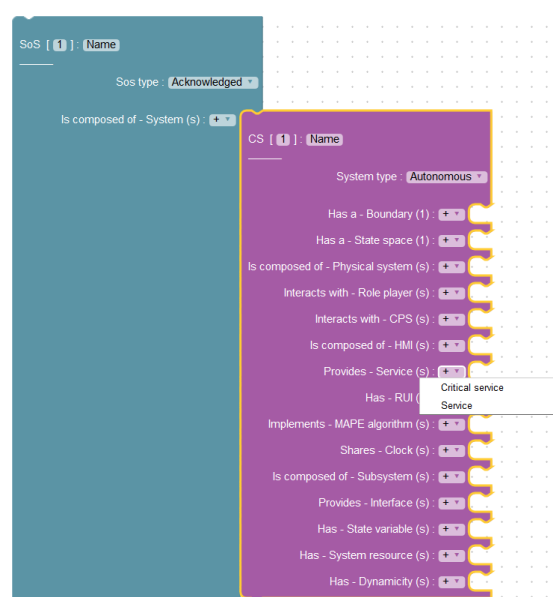 SoS [ 1 ] : Name
Sos type : Acknowledged
Is composed of - System (s) : +
CS [ 1 ] : Name
System type : Autonomous
Has a - Boundary (1) : +
Has a - State space (1) : +
Is composed of - Physical system (s) : +
Interacts with - Role player (s) : +
Interacts with - CPS (s) : +
Is composed of - HMI (s) : +
Provides - Service (s) : +
Critical service
Service
Has - RUI (
Implements - MAPE algorithm (s) : +
Shares - Clock (s) : +
Is composed of - Subsystem (s) : +
Provides - Interface (s) : +
Has - State variable (s) : +
Has - System resource (s) : +
Has - Dynamicity (s) : +